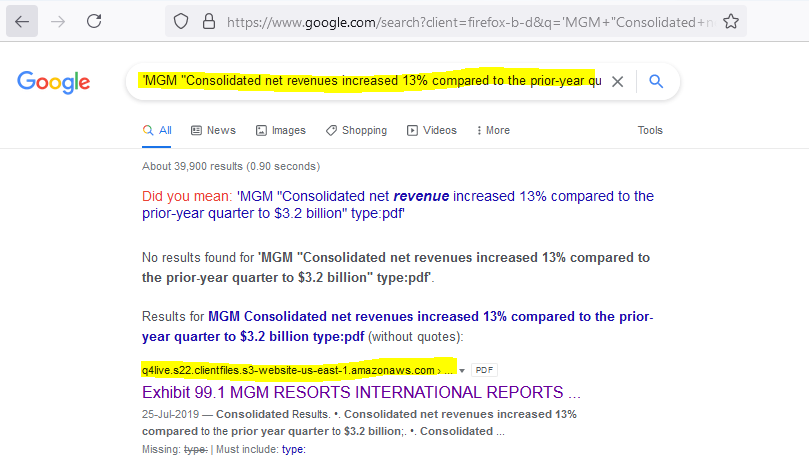 https://www.google.com/search?client=firefox-b-d&q='MGM+"Consolidated+n
Google
'MGM "Consolidated net revenues increased 13% compared to the prior-year qu
All News Images Shopping Videos More Tools
About 39,900 results (0.90 seconds)
Did you mean: 'MGM "Consolidated net revenue increased 13% compared to the
prior-year quarter to $3.2 billion" type:pdf'
No results found for 'MGM "Consolidated net revenues increased 13% compared to
the prior-year quarter to $3.2 billion" type:pdf'.
Results for MGM Consolidated net revenues increased 13% compared to the prior-
year quarter to $3.2 billion type:pdf (without quotes):
q4live.s22.clientfiles.s3-website-us-east-1.amazonaws.com › ... PDF
Exhibit 99.1 MGM RESORTS INTERNATIONAL REPORTS ...
25-Jul-2019 — Consolidated Results. •. Consolidated net revenues increased 13%
compared to the prior year quarter to $3.2 billion;. •. Consolidated ...
Missing: type: | Must include: type: